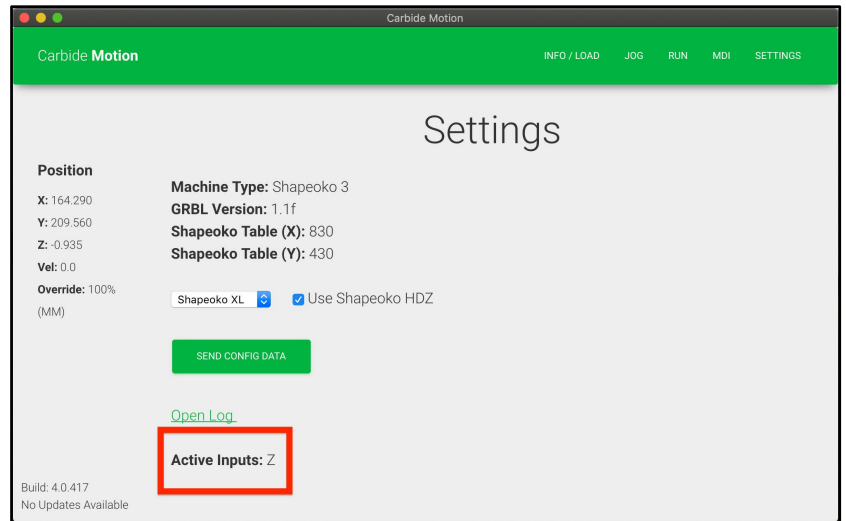 Carbide Motion
Carbide Motion
INFO / LOAD JOG RUN MDI SETTINGS
Settings
Position
X: 164.290
Y: 209.560
Z: -0.935
Vel: 0.0
Override: 100%
(MM)
Machine Type: Shapeoko 3
GRBL Version: 1.1f
Shapeoko Table (X): 830
Shapeoko Table (Y): 430
Shapeoko XL Use Shapeoko HDZ
SEND CONFIG DATA
Open Log
Active Inputs: Z
Build: 4.0.417
No Updates Available